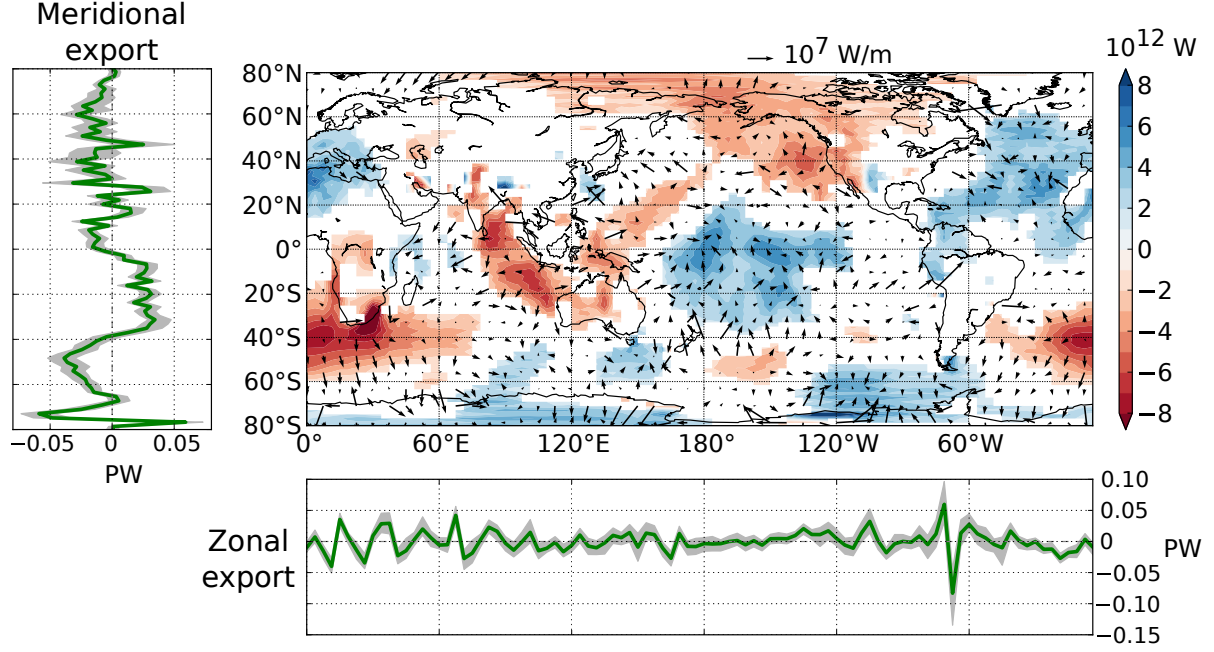 Meridional
export
10⁷ W/m
10¹² W
80°N
60°N
40°N
20°N
0°
20°S
40°S
60°S
80°S
0° 60°E 120°E 180° 120°W 60°W
8
6
4
2
0
−2
−4
−6
−8
−0.05 0 0.05
PW
Zonal
export
0.10
0.05
0
−0.05
−0.10
−0.15
PW